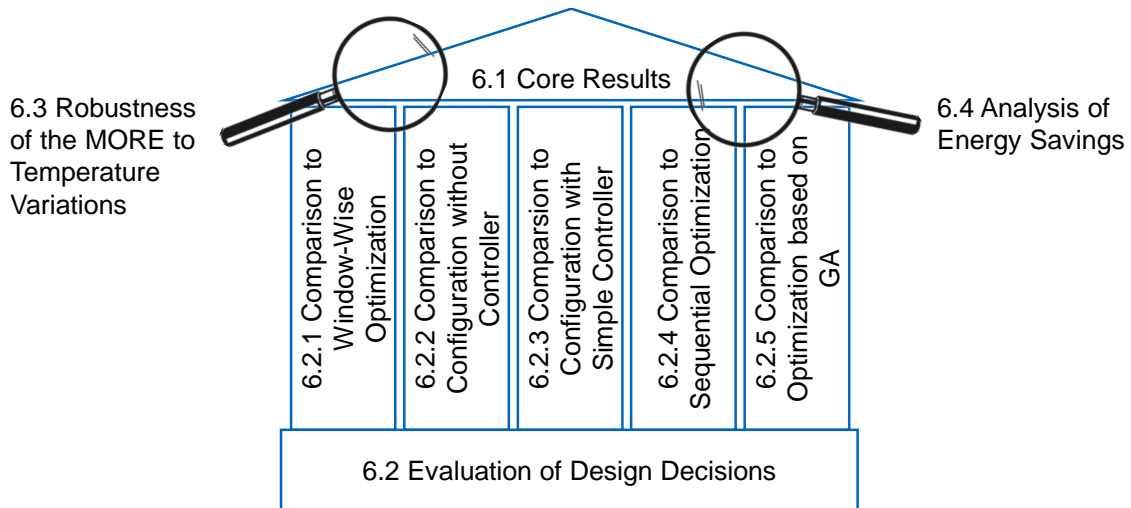 6.1 Core Results
6.3 Robustness
of the MORE to
Temperature
Variations
6.4 Analysis of
Energy Savings
6.2.1 Comparison to
Window-Wise
Optimization
6.2.2 Comparison to
Configuration without
Controller
6.2.3 Comparsion to
Configuration with
Simple Controller
6.2.4 Comparison to
Sequential Optimization
6.2.5 Comparison to
Optimization based on
GA
6.2 Evaluation of Design Decisions